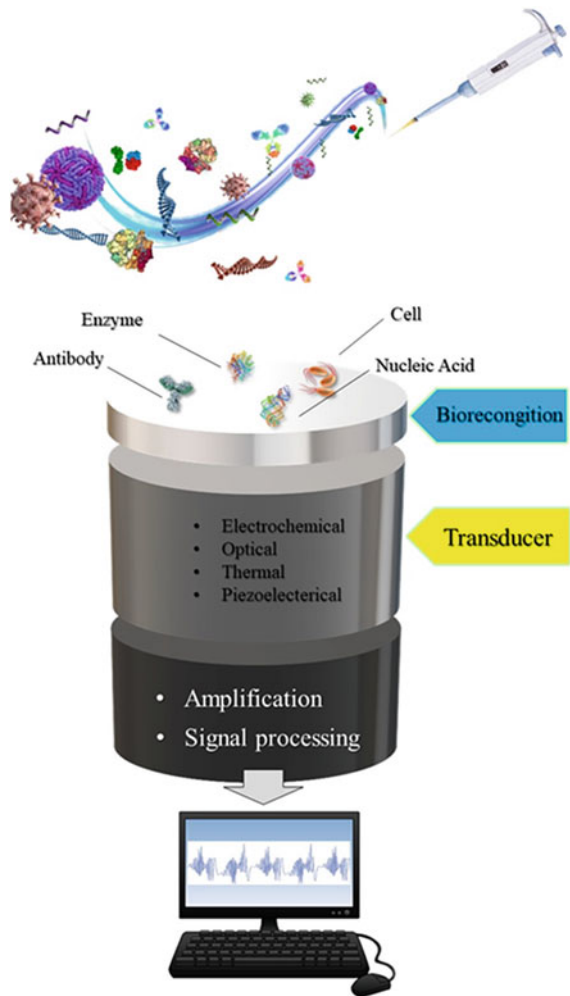 Enzyme
Cell
Antibody
Nucleic Acid
Biorecongition
• Electrochemical
• Optical
• Thermal
• Piezoelecterical
Transducer
• Amplification
• Signal processing